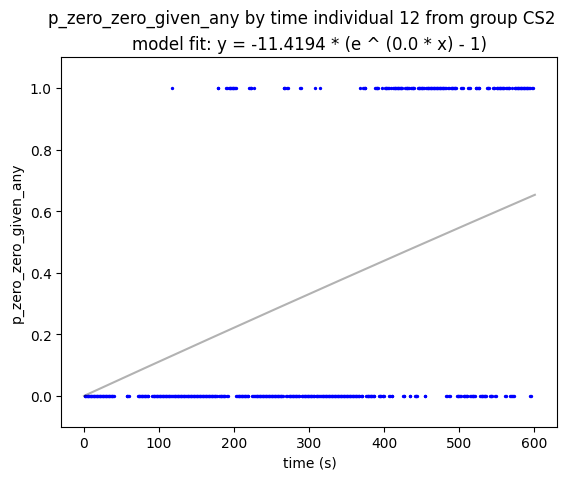 p_zero_zero_given_any by time individual 12 from group CS2
model fit: y = -11.4194 * (e ^ (0.0 * x) - 1)
1.0
0.8
0.6
0.4
0.2
0.0
p_zero_zero_given_any
0 100 200 300 400 500 600
time (s)